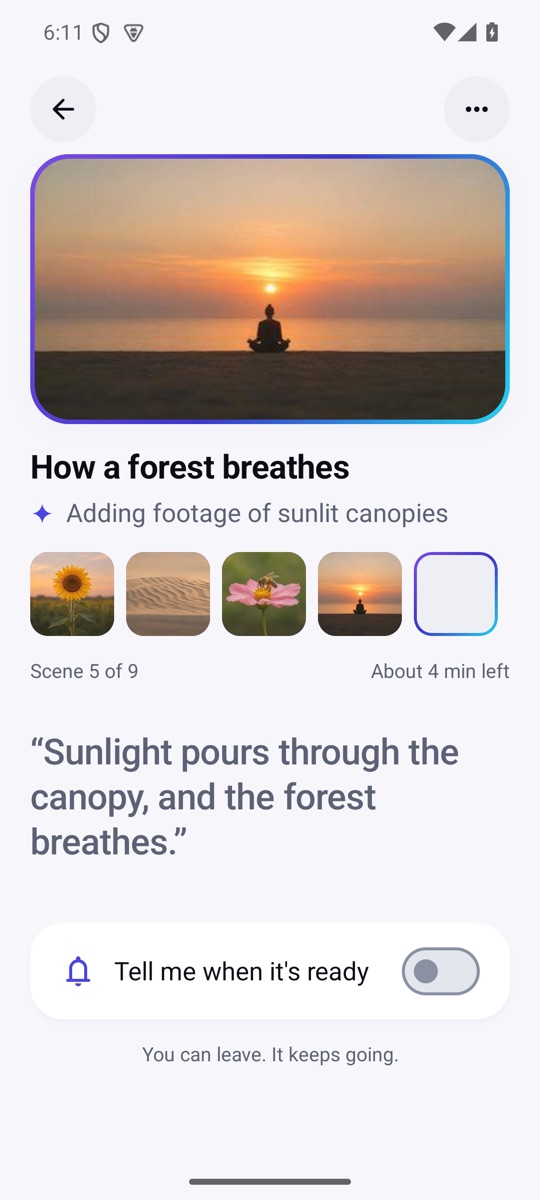 6:11
How a forest breathes
Adding footage of sunlit canopies
Scene 5 of 9
About 4 min left
“Sunlight pours through the
canopy, and the forest
breathes.”
Tell me when it's ready
You can leave. It keeps going.